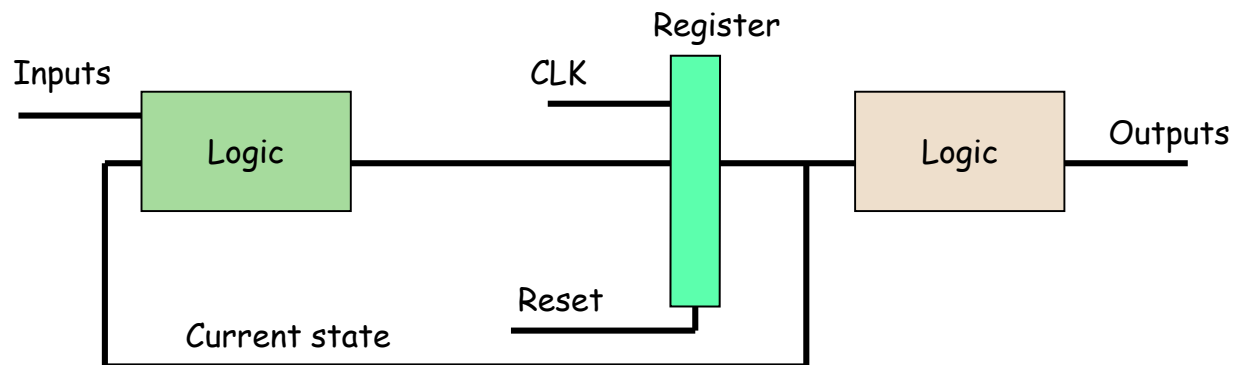 Register
Inputs
CLK
Logic
Logic
Outputs
Reset
Current state